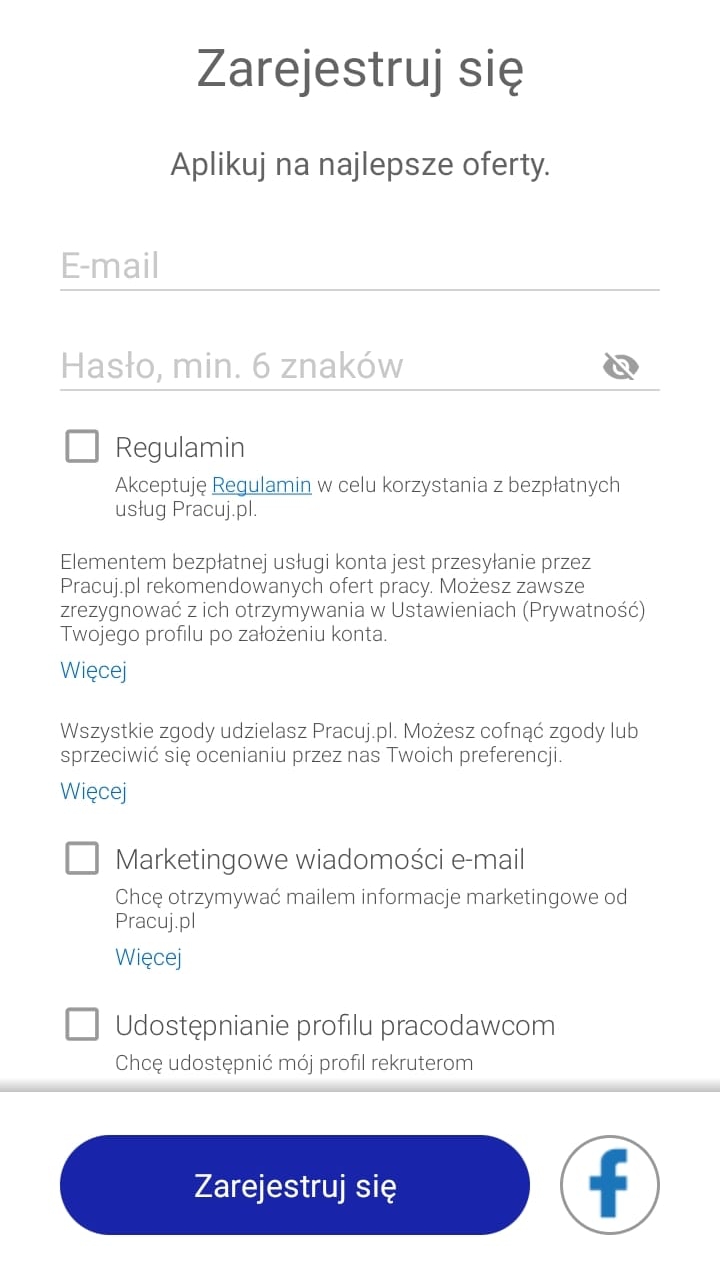 Zarejestruj się
Aplikuj na najlepsze oferty.
E-mail
Hasło, min. 6 znaków
Regulamin
Akceptuję Regulamin w celu korzystania z bezpłatnych
usług Pracuj.pl.
Elementem bezpłatnej usługi konta jest przesyłanie przez
Pracuj.pl rekomendowanych ofert pracy. Możesz zawsze
zrezygnować z ich otrzymywania w Ustawieniach (Prywatność)
Twojego profilu po założeniu konta.
Więcej
Wszystkie zgody udzielasz Pracuj.pl. Możesz cofnąć zgody lub
sprzeciwić się ocenianiu przez nas Twoich preferencji.
Więcej
Marketingowe wiadomości e-mail
Chcę otrzymywać mailem informacje marketingowe od
Pracuj.pl
Więcej
Udostępnianie profilu pracodawcom
Chcę udostępnić mój profil rekruterom
Zarejestruj się